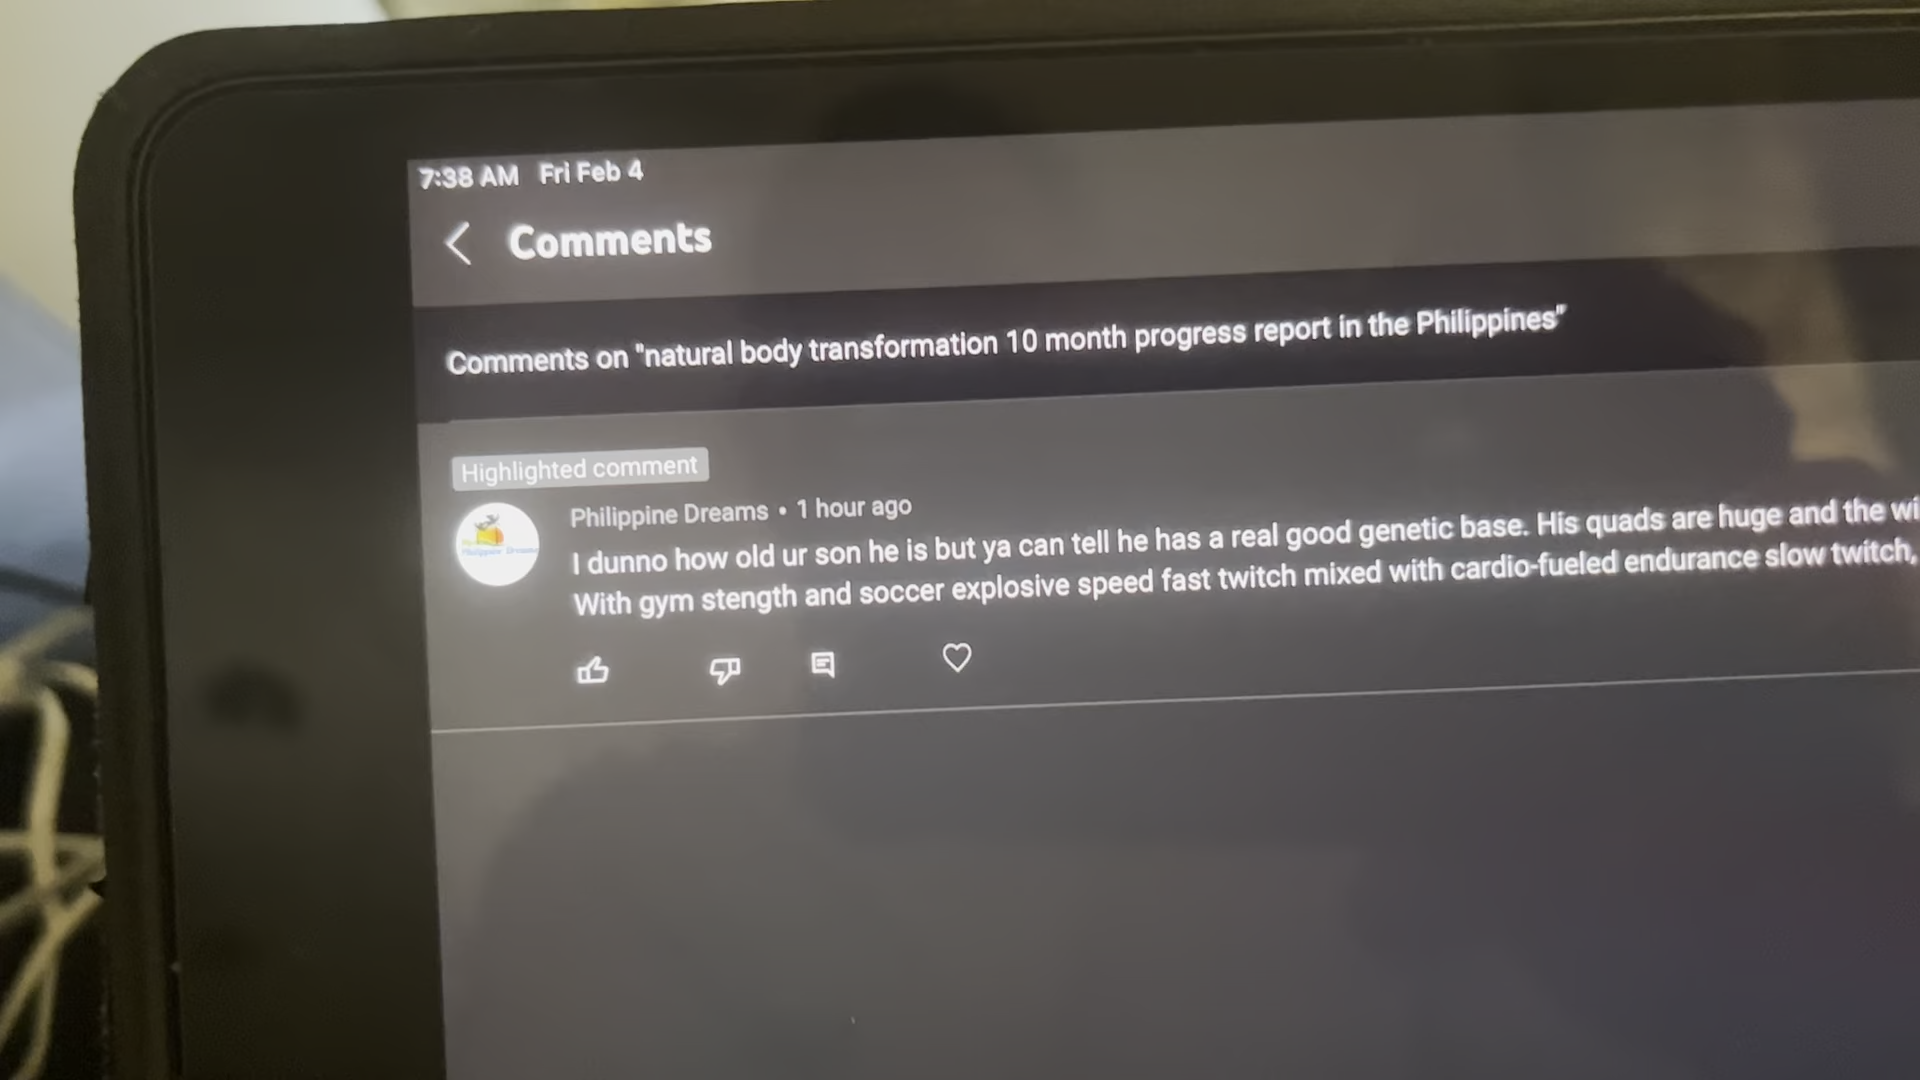 7:38 AM Fri Feb 4
Comments
Comments on "natural body transformation 10 month progress report in the Philippines"
Highlighted comment
Philippine Dreams • 1 hour ago
I dunno how old ur son he is but ya can tell he has a real good genetic base. His quads are huge and the wi
With gym stength and soccer explosive speed fast twitch mixed with cardio-fueled endurance slow twitch,
Philippine Dreams